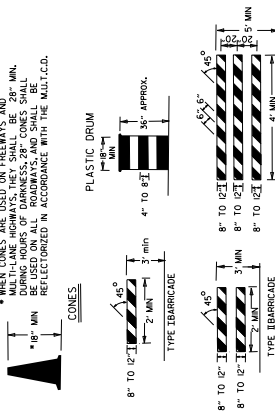 * WHEN CONES ARE USED ON FREEWAYS AND
MULTI-LANE HIGHWAYS, THEY SHALL BE 28" MIN.
DURING HOURS OF DARKNESS, 28" CONES SHALL
BE USED ON ALL ROADWAYS, AND SHALL BE
REFLECTORIZED IN ACCORDANCE WITH THE M.U.T.C.D.
* 18" MIN
CONES
PLASTIC DRUM
18"
MIN
36" APPROX.
4" TO 8"
8" TO 12"
45°
2' MIN
3' min
TYPE I BARRICADE
8" TO 12"
8" TO 12"
45°
2' MIN
3' MIN
TYPE II BARRICADE
8" TO 12"
8" TO 12"
8" TO 12"
45°
6" 6"
4' MIN
20"
20"
5' MIN